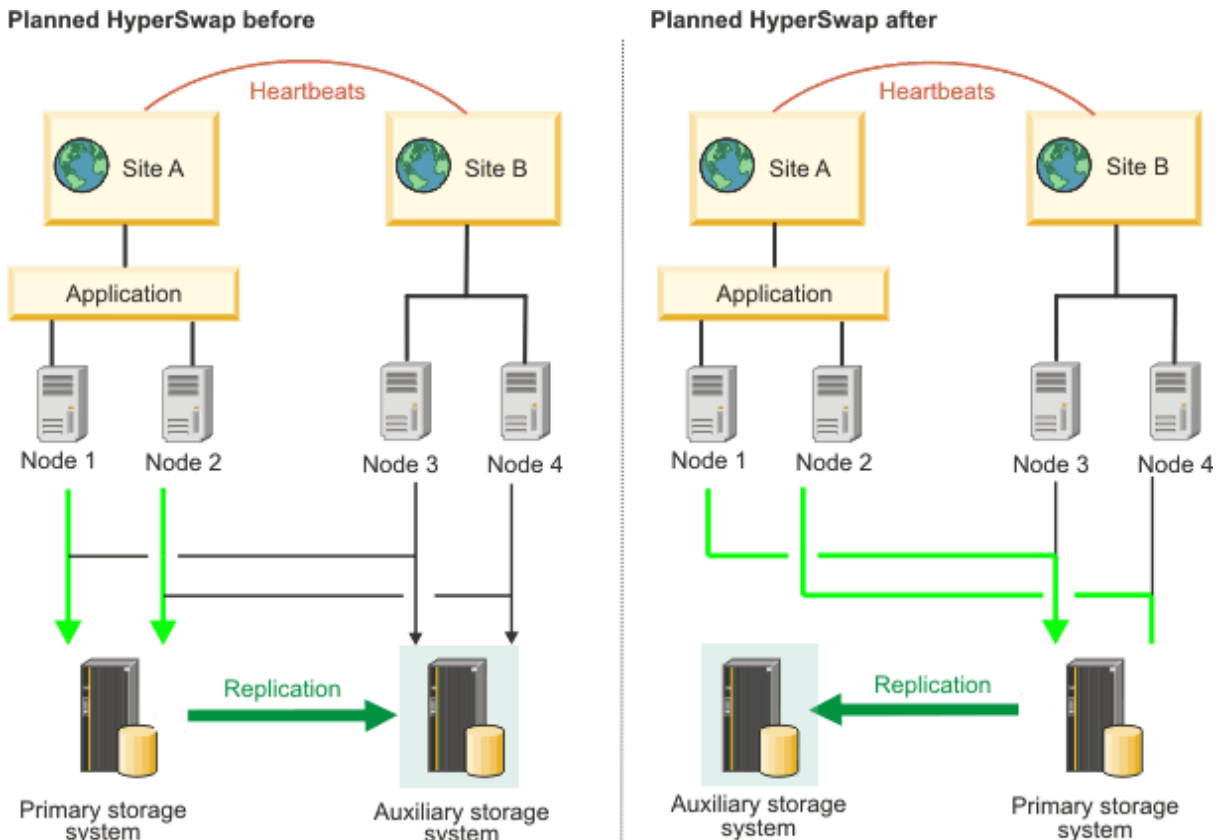 Planned HyperSwap before
Heartbeats
Site A
Site B
Application
Node 1
Node 2
Node 3
Node 4
Replication
Primary storage
system
Auxiliary storage
system
Planned HyperSwap after
Heartbeats
Site A
Site B
Application
Node 1
Node 2
Node 3
Node 4
Replication
Auxiliary storage
system
Primary storage
system